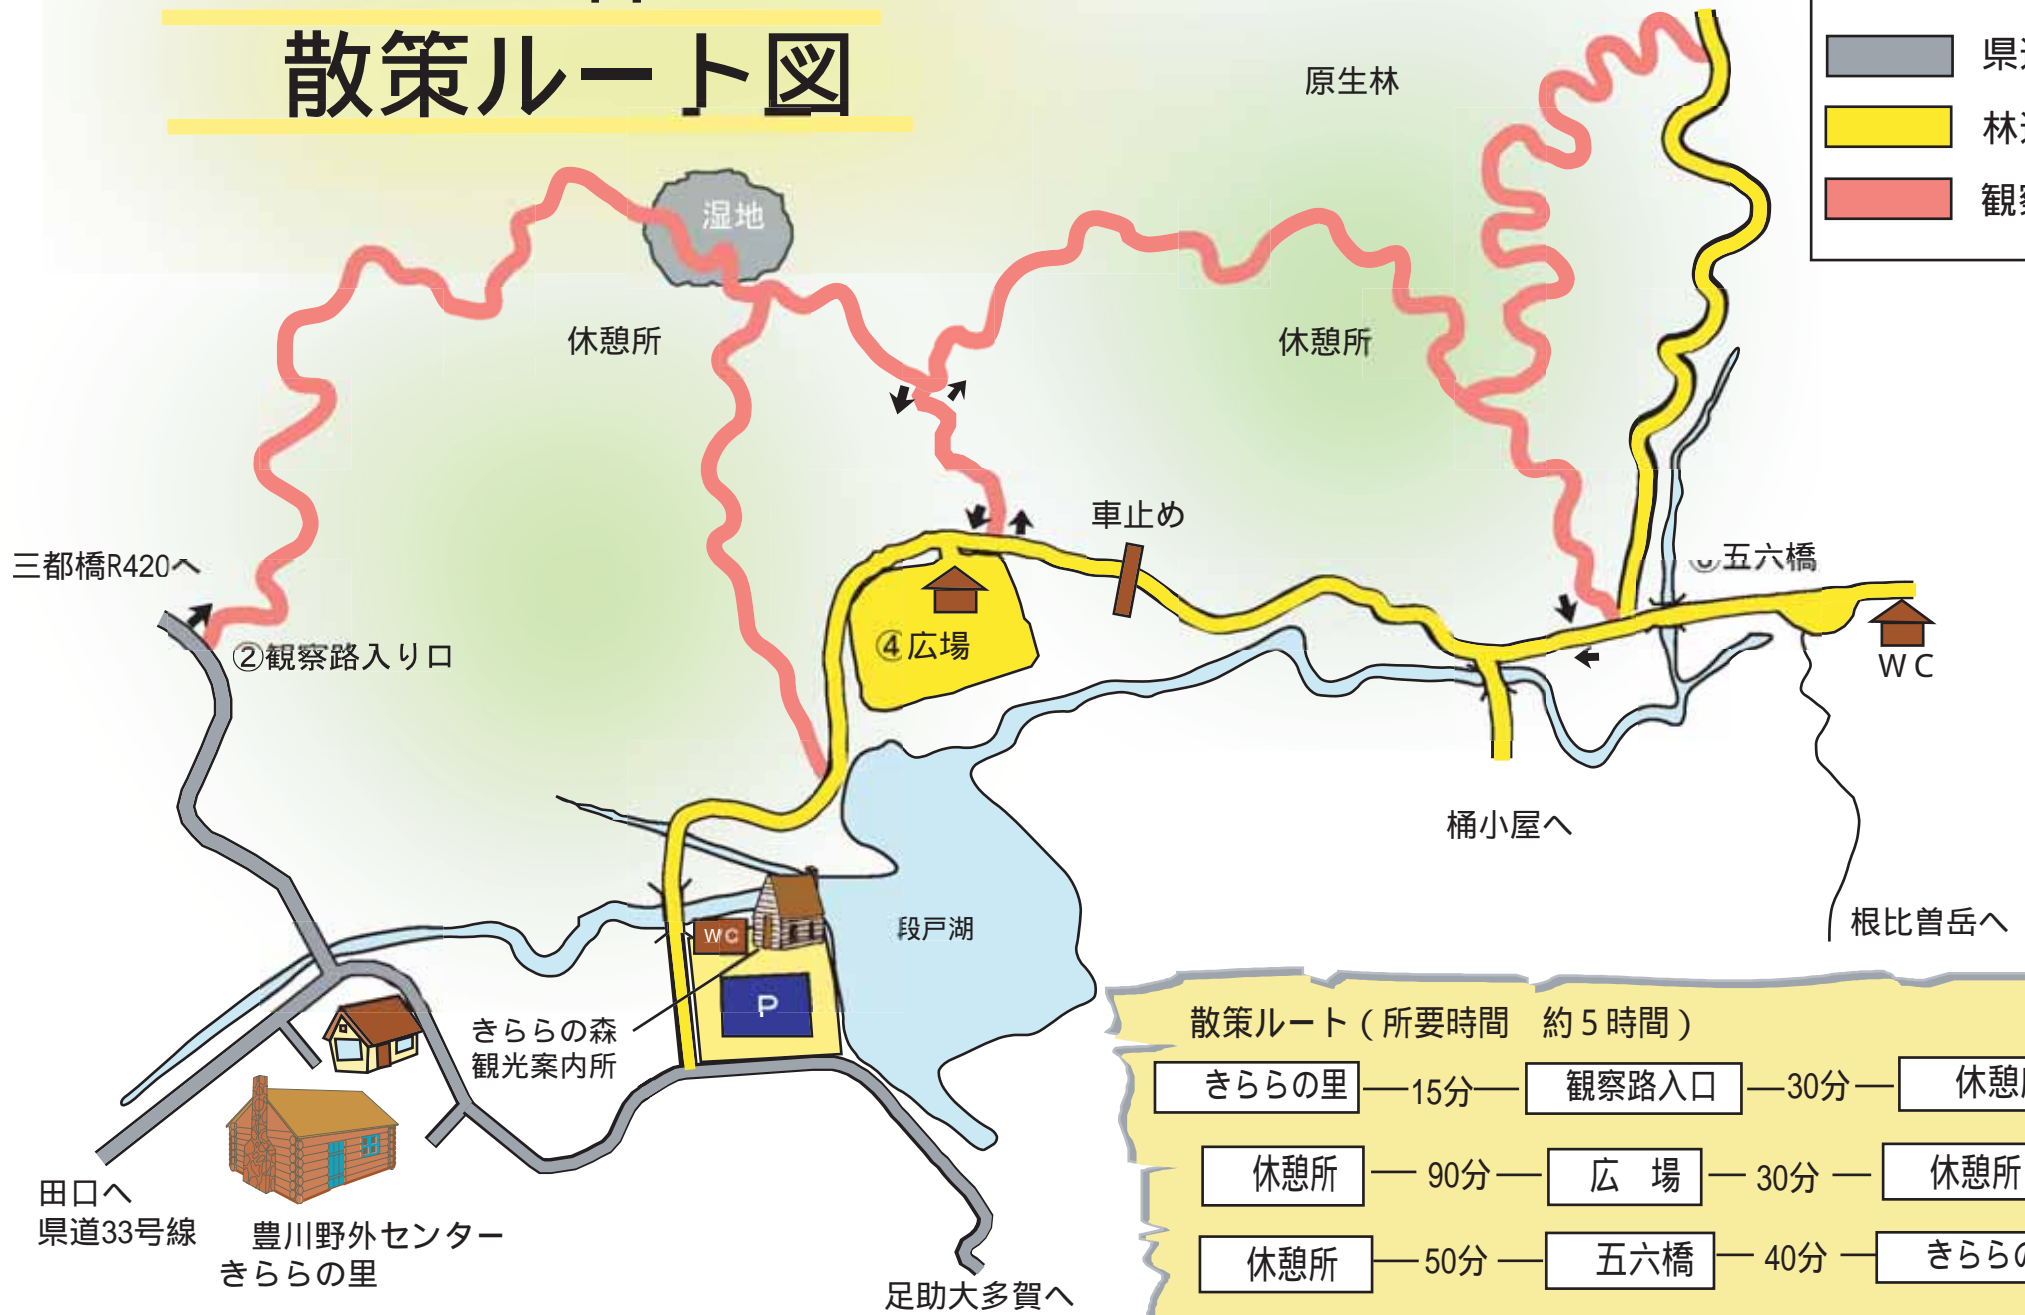 散策ルート図
原生林
県
林
観
湿地
休憩所
休憩所
車止め
三都橋R420へ
五六橋
②観察路入り口
④広場
WC
桶小屋へ
段戸湖
根比曽岳へ
WC
P
きららの森
観光案内所
散策ルート(所要時間 約5時間)
きららの里 15分 観察路入口 30分 休憩
休憩所 90分 広 場 30分 休憩所
休憩所 50分 五六橋 40分 きらら
田口へ
県道33号線
豊川野外センター
きららの里
足助大多賀へ